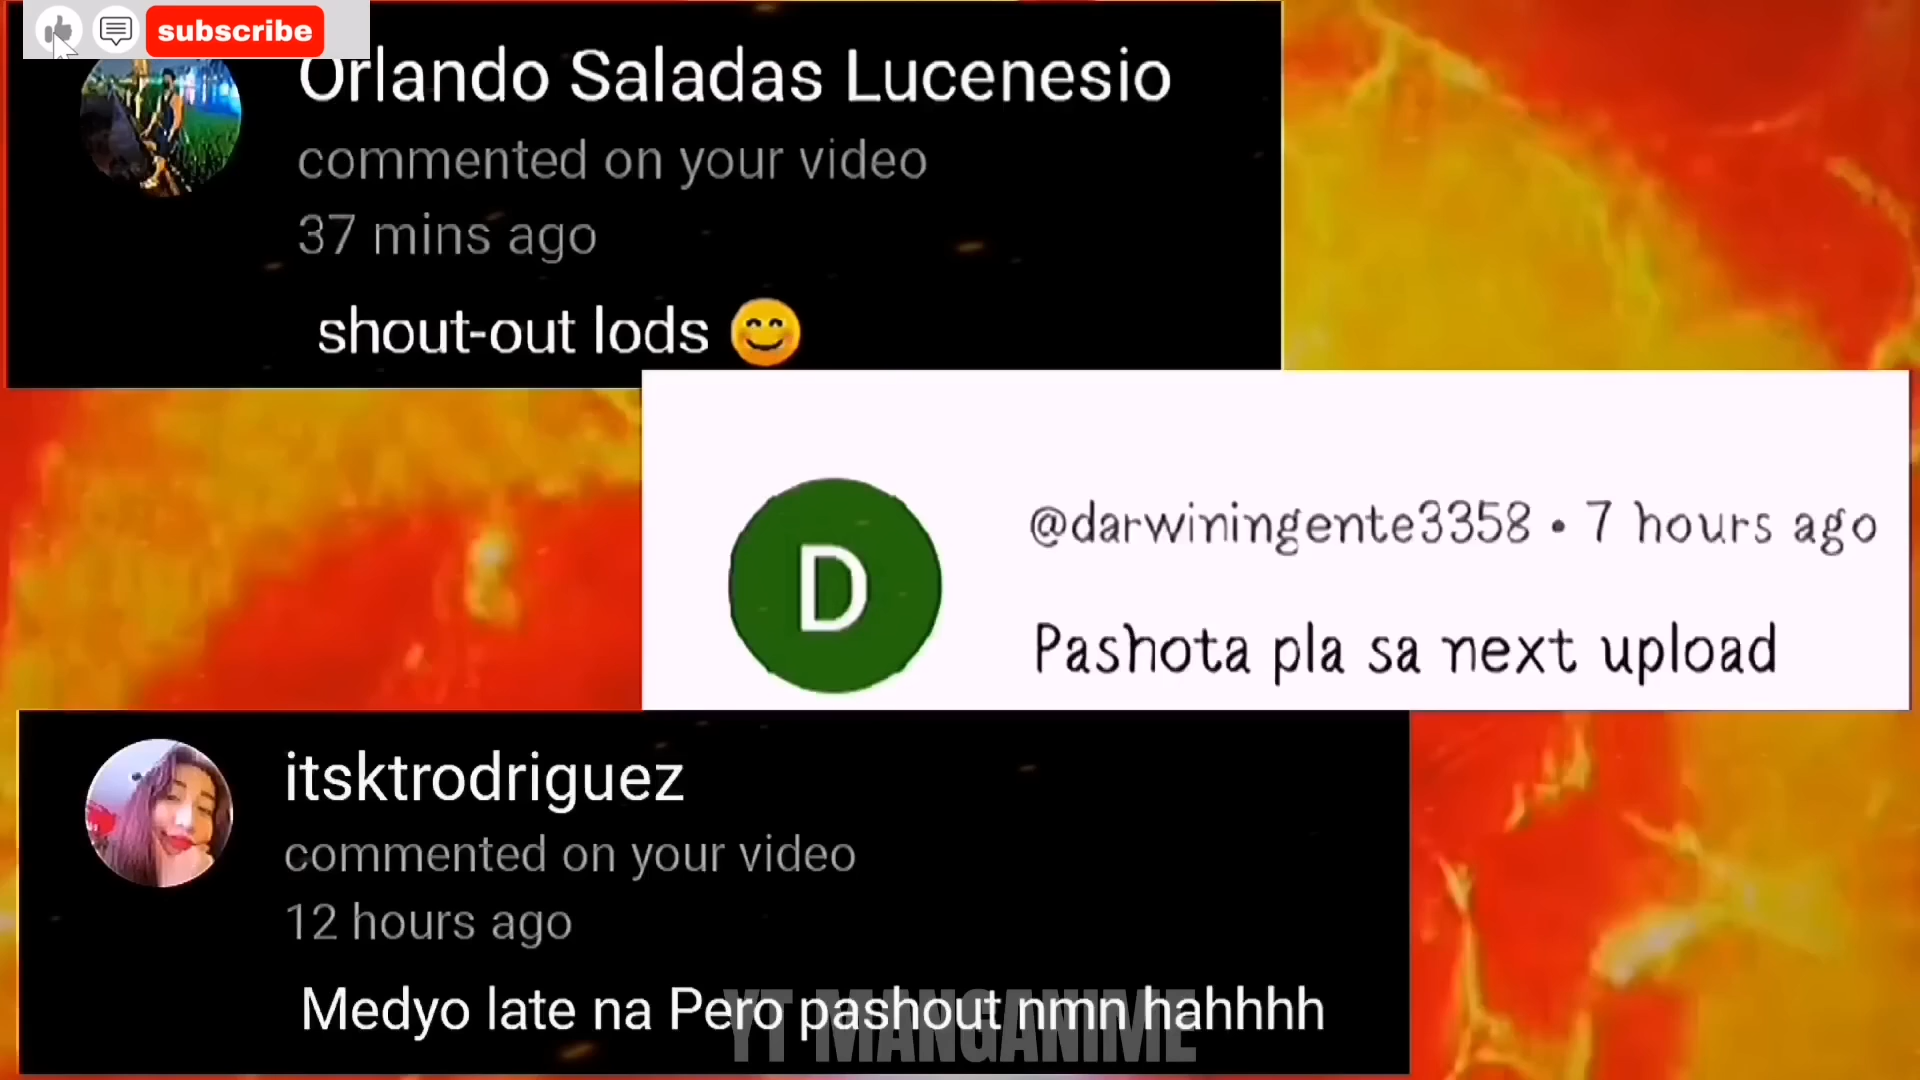 subscribe
Orlando Saladas Lucenesio
commented on your video
37 mins ago
shout-out lods 😊
D
@darwiningente3358 • 7 hours ago
Pashota pla sa next upload
itsktrodriguez
commented on your video
12 hours ago
Medyo late na Pero pashout nmn hahhhh
YT MANGANIME